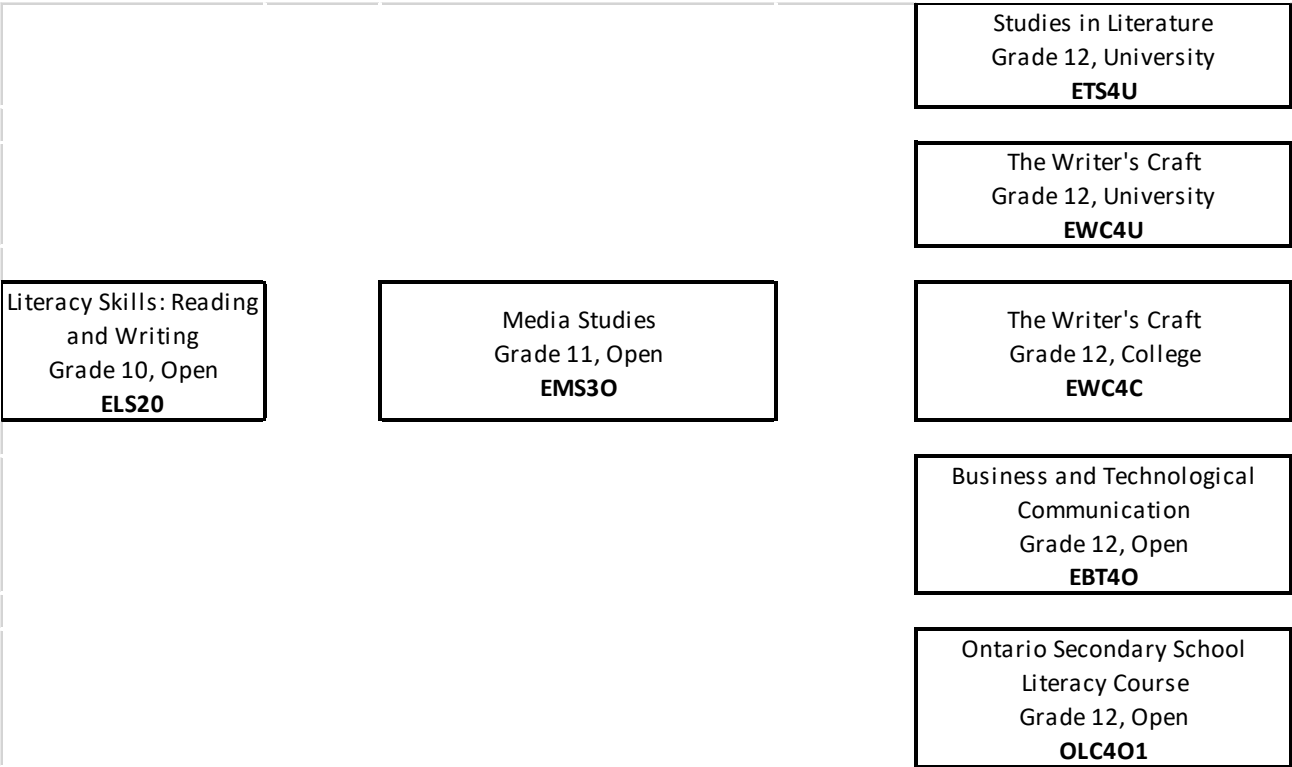 Studies in Literature
Grade 12, University
ETS4U
The Writer's Craft
Grade 12, University
EWC4U
Literacy Skills: Reading
and Writing
Grade 10, Open
ELS20
Media Studies
Grade 11, Open
EMS3O
The Writer's Craft
Grade 12, College
EWC4C
Business and Technological
Communication
Grade 12, Open
EBT4O
Ontario Secondary School
Literacy Course
Grade 12, Open
OLC4O1